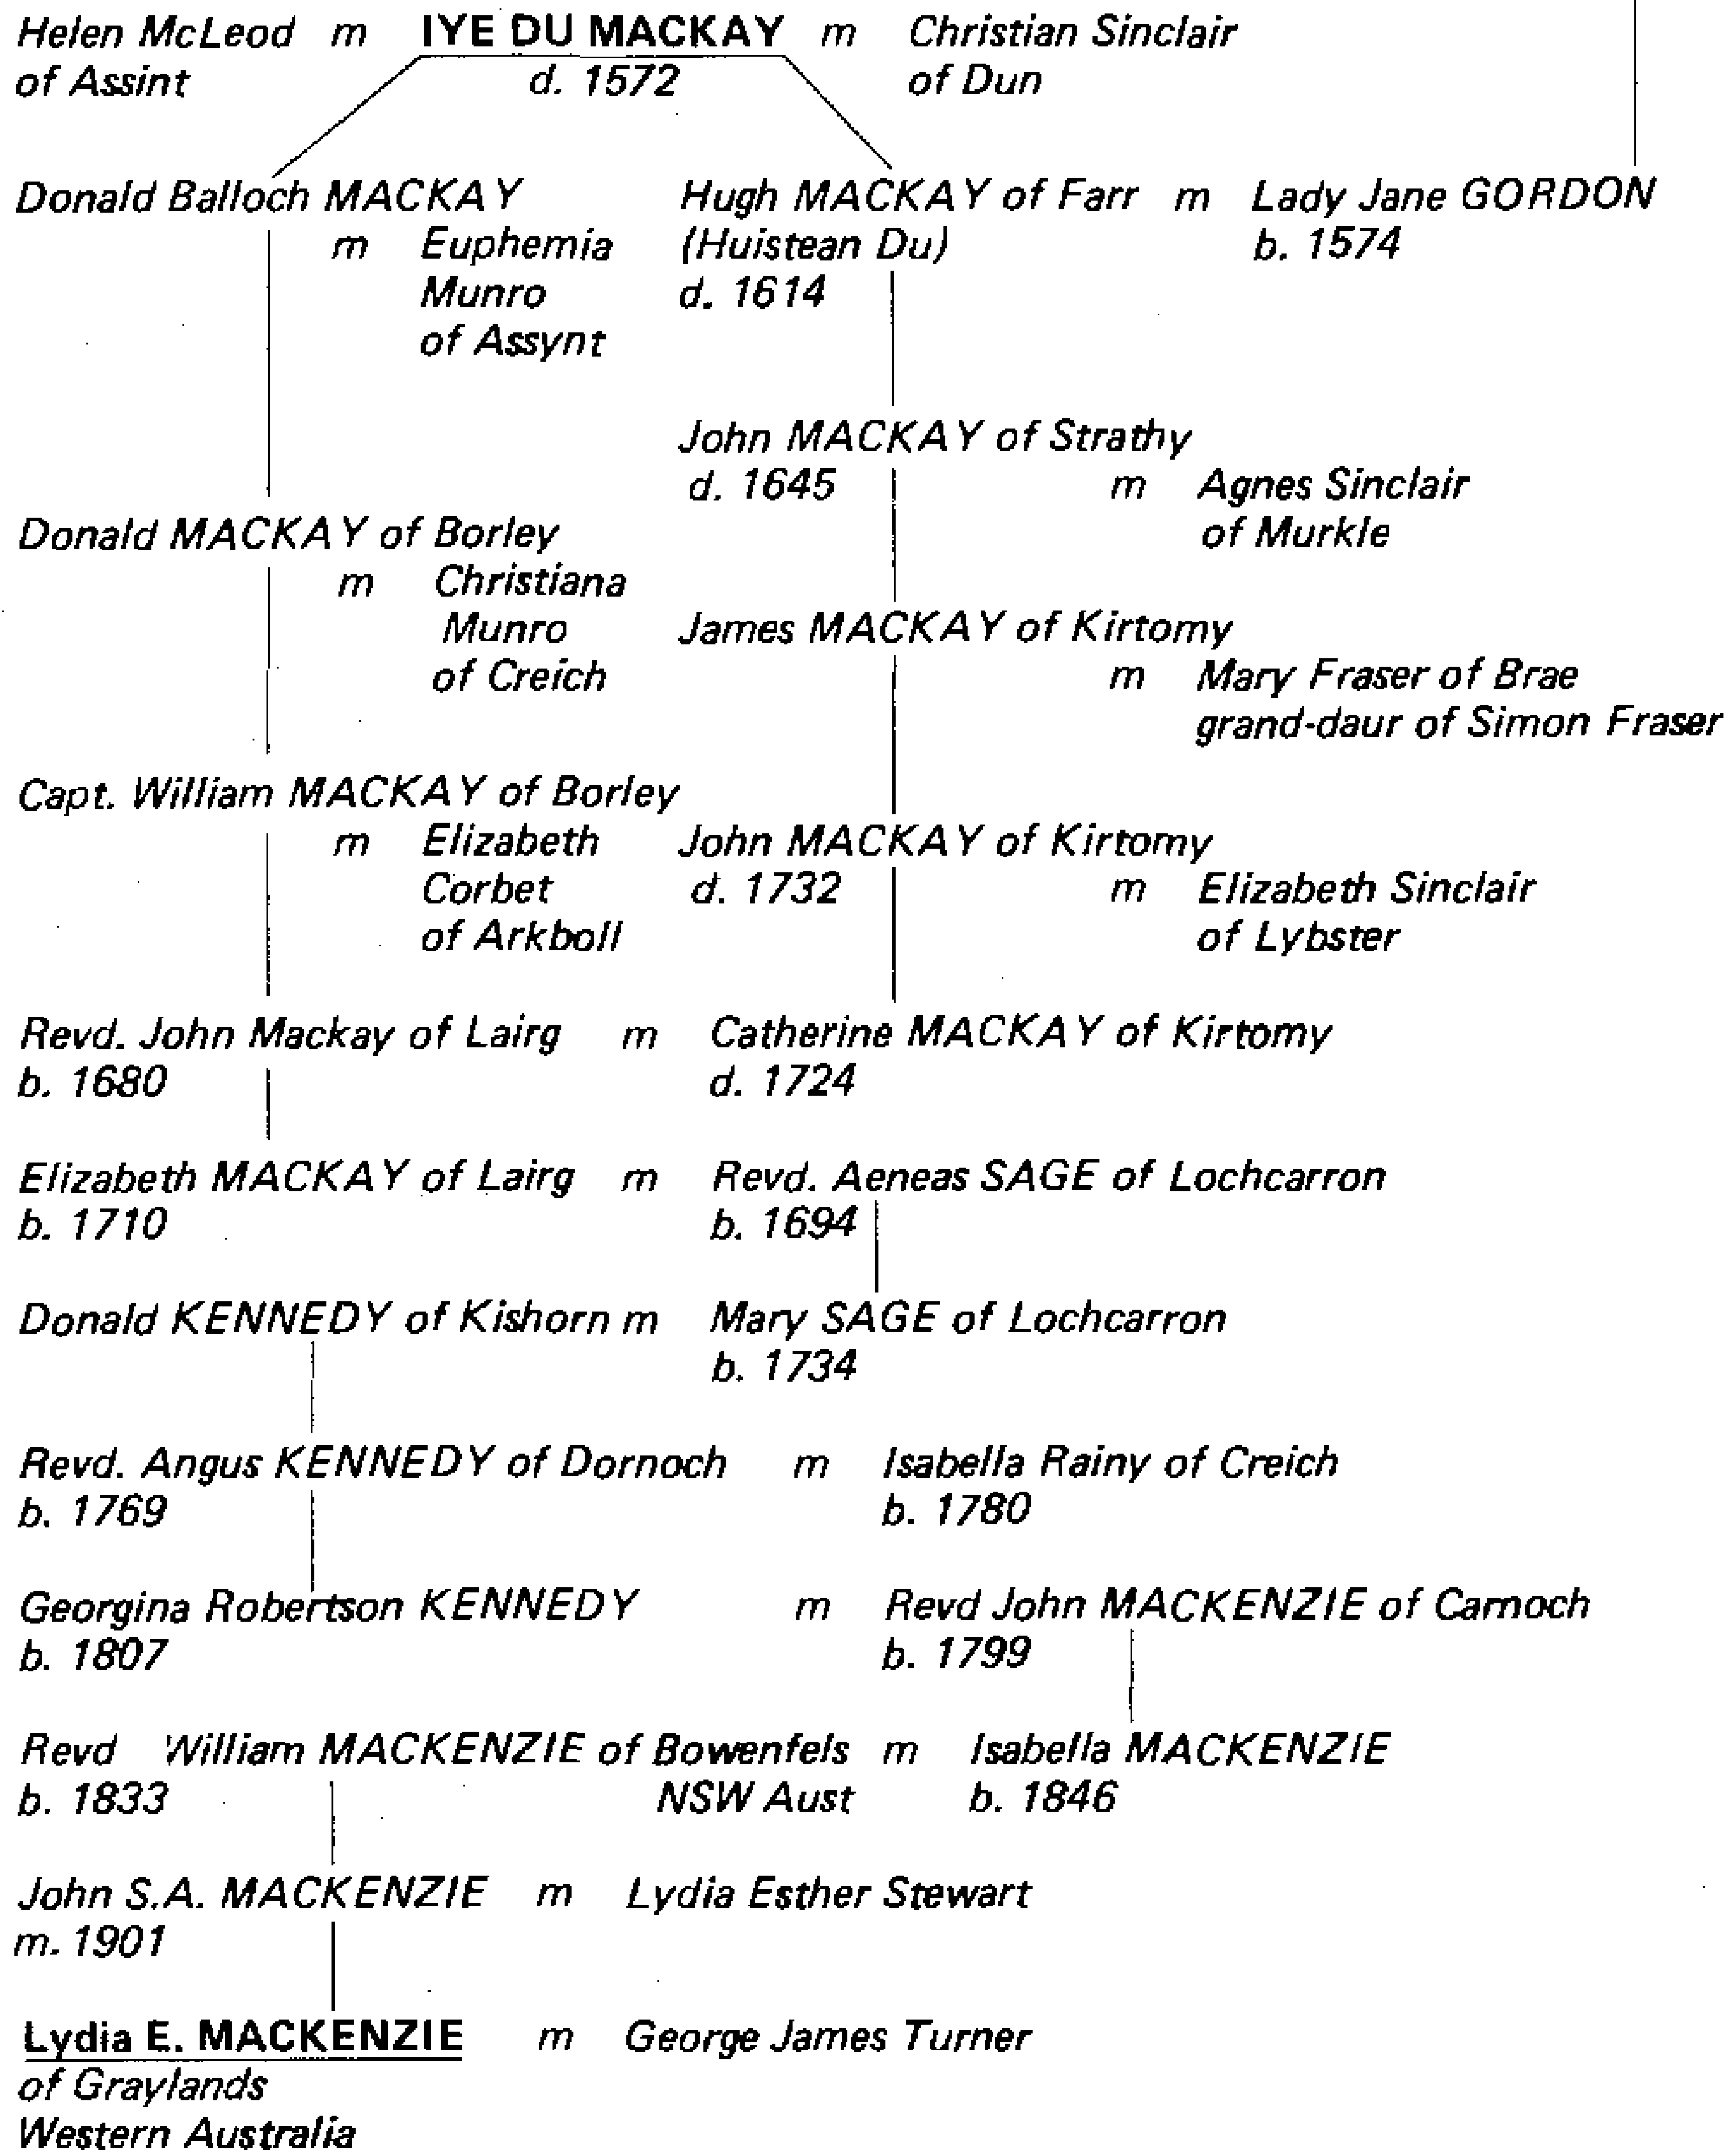 Helen McLeod m IYE DU MACKAY m Christian Sinclair
of Assint d. 1572 of Dun
Donald Balloch MACKAY Hugh MACKAY of Farr m Lady Jane GORDON
m Euphemia (Huistean Du) b. 1574
Munro d. 1614
of Assynt
John MACKAY of Strathy
d. 1645 m Agnes Sinclair
Donald MACKAY of Borley of Murkle
m Christiana
Munro James MACKAY of Kirtomy
of Creich m Mary Fraser of Brae
grand-daur of Simon Fraser
Capt. William MACKAY of Borley
m Elizabeth John MACKAY of Kirtomy
Corbet d. 1732 m Elizabeth Sinclair
of Arkboll of Lybster
Revd. John Mackay of Lairg m Catherine MACKAY of Kirtomy
b. 1680 d. 1724
Elizabeth MACKAY of Lairg m Revd. Aeneas SAGE of Lochcarron
b. 1710 b. 1694
Donald KENNEDY of Kishorn m Mary SAGE of Lochcarron
b. 1734
Revd. Angus KENNEDY of Dornoch m Isabella Rainy of Creich
b. 1769 b. 1780
Georgina Robertson KENNEDY m Revd John MACKENZIE of Carnoch
b. 1807 b. 1799
Revd William MACKENZIE of Bowenfels m Isabella MACKENZIE
b. 1833 NSW Aust b. 1846
John S.A. MACKENZIE m Lydia Esther Stewart
m. 1901
Lydia E. MACKENZIE m George James Turner
of Graylands
Western Australia